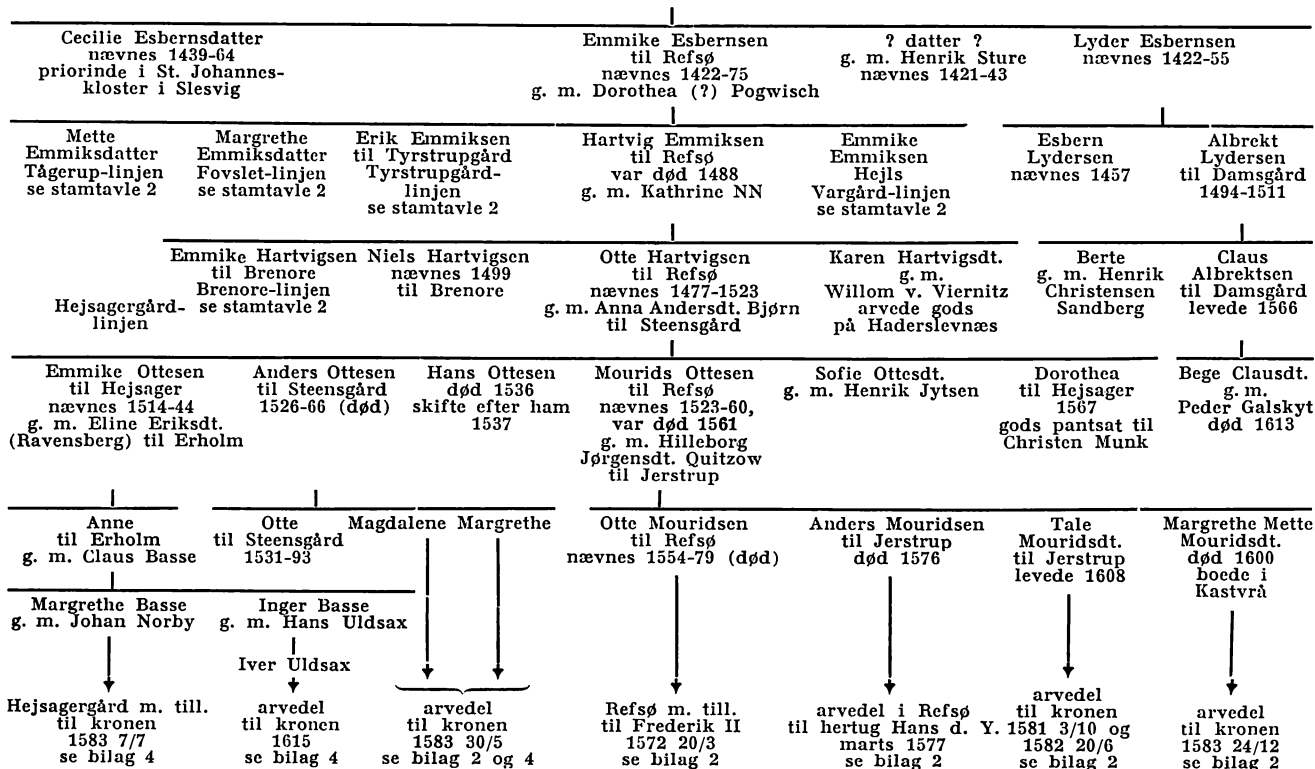 Cecilie Esbernsdatter
nævnes 1439-64
priorinde i St. Johannes-
kloster i Slesvig
Emmike Esbernsen
til Refsø
nævnes 1422-75
g. m. Dorothea (?) Pogwisch
? datter ?
g. m. Henrik Sture
nævnes 1421-43
Lyder Esbernsen
nævnes 1422-55
Mette
Emmiksdatter
Tågerup-linjen
se stamtavle 2
Margrethe
Emmiksdatter
Fovslet-linjen
se stamtavle 2
Erik Emmiksen
til Tyrstrupgård
Tyrstrupgård-
linjen
se stamtavle 2
Hartvig Emmiksen
til Refsø
var død 1488
g. m. Kathrine NN
Emmike
Emmiksen
Hejls
Vargård-linjen
se stamtavle 2
Esbern
Lydersen
nævnes 1457
Albrekt
Lydersen
til Damsgård
1494-1511
Hejsagergård-
linjen
Emmike Hartvigsen
til Brenore
Brenore-linjen
se stamtavle 2
Niels Hartvigsen
nævnes 1499
til Brenore
Otte Hartvigsen
til Refsø
nævnes 1477-1523
g. m. Anna Andersdt. Bjørn
til Steensgård
Karen Hartvigsdt.
g. m.
Willom v. Viernitz
arvede gods
på Haderslevnæs
Berte
g. m. Henrik
Christensen
Sandberg
Claus
Albrektsen
til Damsgård
levede 1566
Emmike Ottesen
til Hejsager
nævnes 1514-44
g. m. Eline Eriksdt.
(Ravensberg) til Erholm
Anders Ottesen
til Steensgård
1526-66 (død)
Hans Ottesen
død 1536
skifte efter ham
1537
Mourids Ottesen
til Refsø
nævnes 1523-60,
var død 1561
g. m. Hilleborg
Jørgensdt. Quitzow
til Jerstrup
Sofie Ottesdt.
g. m. Henrik Jytsen
Dorothea
til Hejsager
1567
gods pantsat til
Christen Munk
Bege Clausdt.
g. m.
Peder Galskyt
død 1613
Anne
til Erholm
g. m. Claus Basse
Otte
til Steensgård
1531-93
Magdalene Margrethe
Otte Mouridsen
til Refsø
nævnes 1554-79 (død)
Anders Mouridsen
til Jerstrup
død 1576
Tale
Mouridsdt.
til Jerstrup
levede 1608
Margrethe Mette
Mouridsdt.
død 1600
boede i
Kastvrå
Margrethe Basse
g. m. Johan Norby
Inger Basse
g. m. Hans Uldsax
Iver Uldsax
Hejsagergård m. till.
til kronen
1583 7/7
se bilag 4
arvedel
til kronen
1615
se bilag 4
arvedel
til kronen
1583 30/5
se bilag 2 og 4
Refsø m. till.
til Frederik II
1572 20/3
se bilag 2
arvedel i Refsø
til hertug Hans d. Y.
marts 1577
se bilag 2
arvedel
til kronen
1581 3/10 og
1582 20/6
se bilag 2
arvedel
til kronen
1583 24/12
se bilag 2